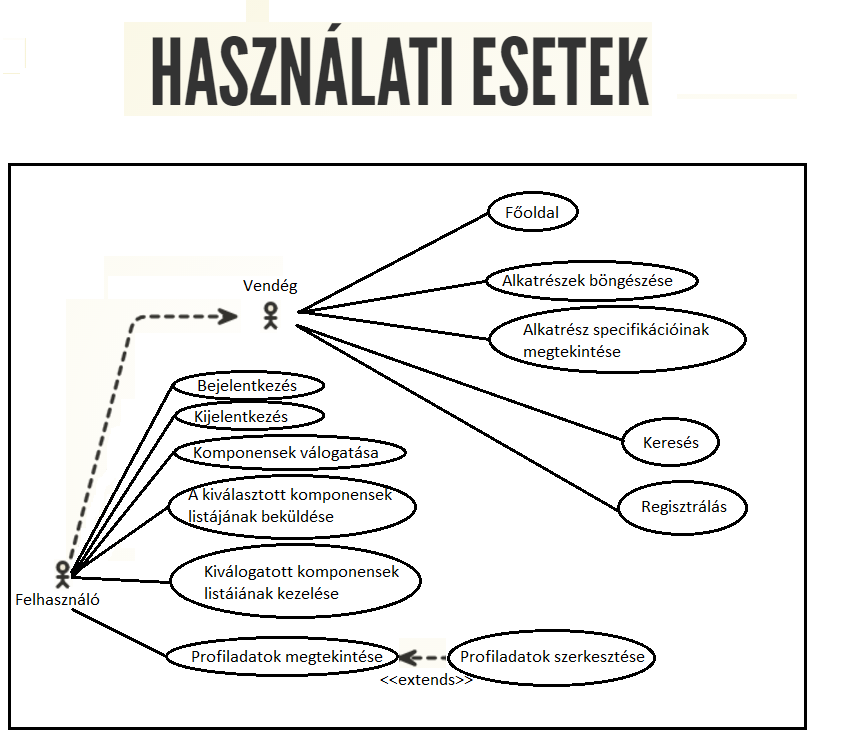 HASZNÁLATI ESETEK
Főoldal
Vendég
Alkatrészek böngészése
Alkatrész specifikációinak
megtekintése
Bejelentkezés
Kijelentkezés
Keresés
Komponensek válogatása
A kiválasztott komponensek
listájának beküldése
Regisztrálás
Kiválogatott komponensek
listáiának kezelése
Felhasználó
Profiladatok megtekintése
Profiladatok szerkesztése
<<extends>>